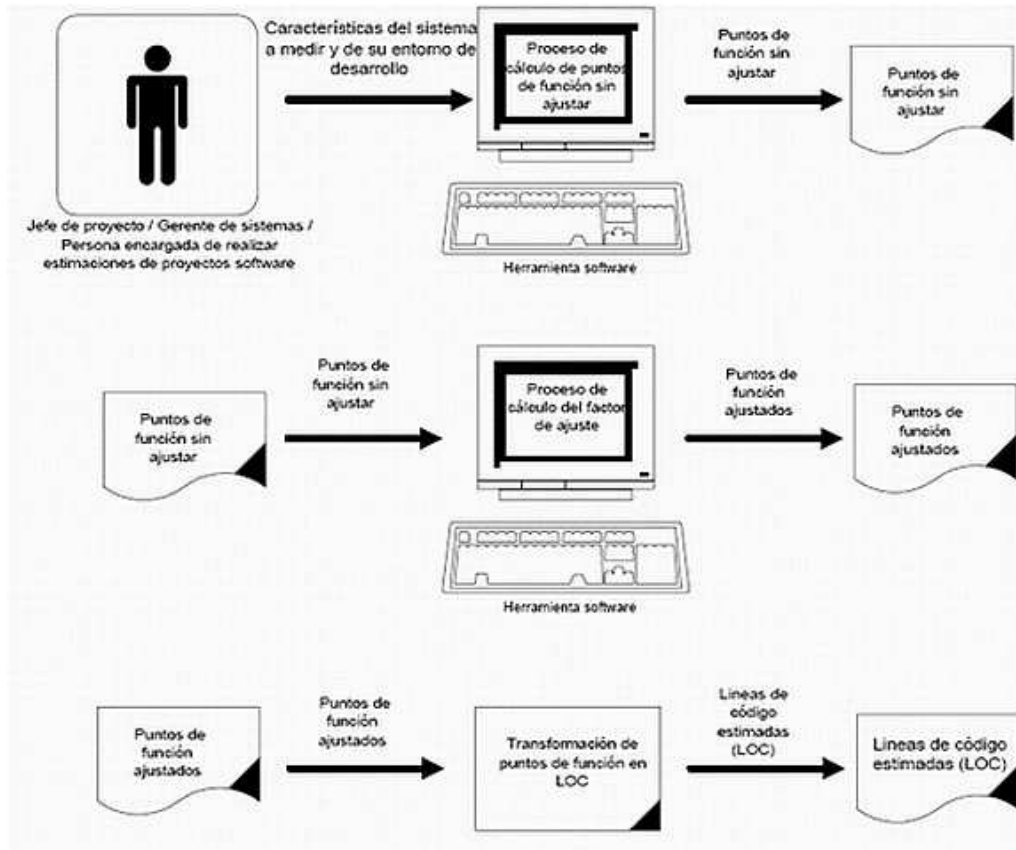 Características del sistema
a medir y de su entorno de
desarrollo
Proceso de
cálculo de puntos
de función sin
ajustar
Puntos de
función sin
ajustar
Puntos de
función sin
ajustar
Jefe de proyecto / Gerente de sistemas /
Persona encargada de realizar
estimaciones de proyectos software
Herramienta software
Puntos de
función sin
ajustar
Puntos de
función sin
ajustar
Proceso de
cálculo del factor
de ajuste
Puntos de
función
ajustados
Puntos de
función
ajustados
Herramienta software
Puntos de
función
ajustados
Puntos de
función
ajustados
Transformación de
puntos de función en
LOC
Lineas de
código
estimadas
(LOC)
Lineas de código
estimadas (LOC)